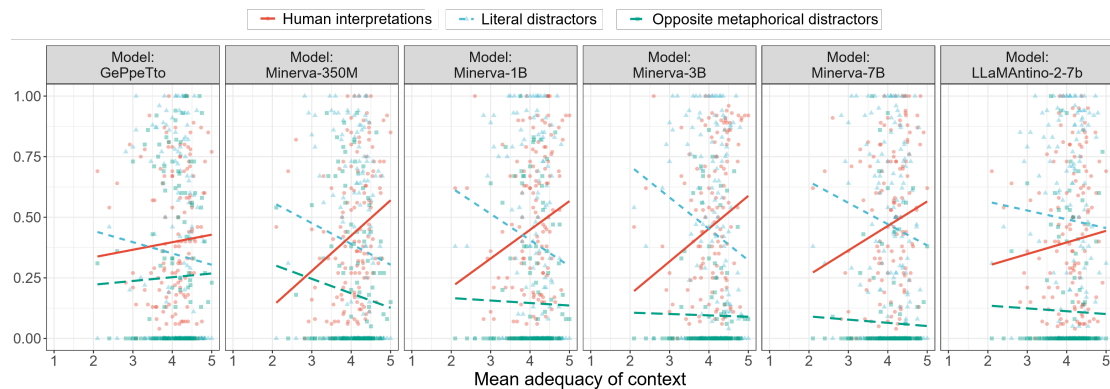 Human interpretations Literal distractors Opposite metaphorical distractors
Model: Model: Model: Model: Model: Model:
GePpeTto Minerva-350M Minerva-1B Minerva-3B Minerva-7B LLaMAntino-2-7b
1.00
0.75
0.50
0.25
0.00
1 2 3 4 5 1 2 3 4 5 1 2 3 4 5 1 2 3 4 5 1 2 3 4 5 1 2 3 4 5
Mean adequacy of context